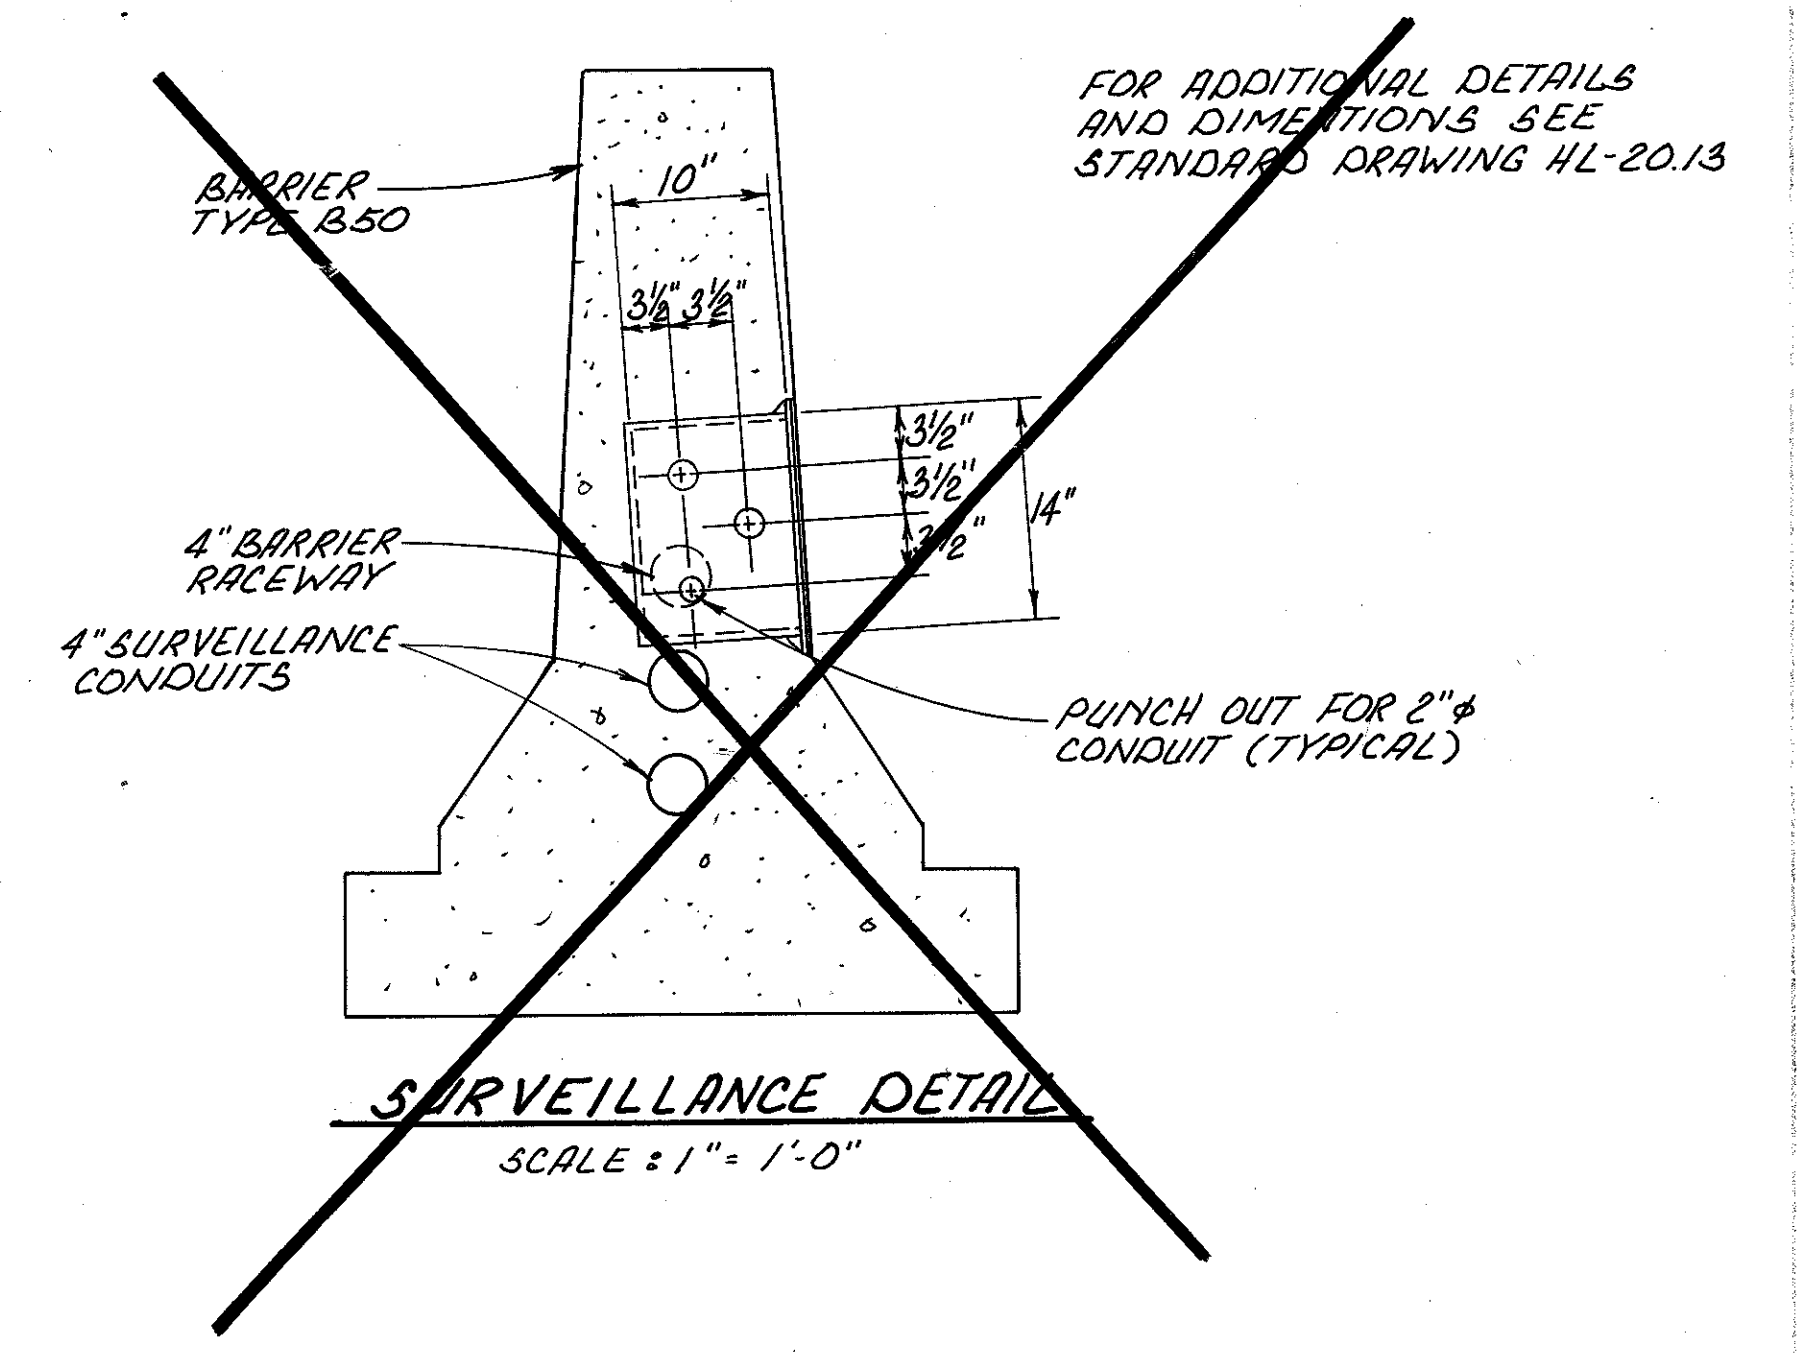 FOR ADDITIONAL DETAILS
AND DIMENTIONS SEE
STANDARD DRAWING HL-20.13
BARRIER
TYPE B50
10"
3½" 3½"
3½"
3½"
3½"
14"
4" BARRIER
RACEWAY
4" SURVEILLANCE
CONDUITS
PUNCH OUT FOR 2"ϕ
CONDUIT (TYPICAL)
SURVEILLANCE DETAIL
SCALE : 1" = 1'-0"